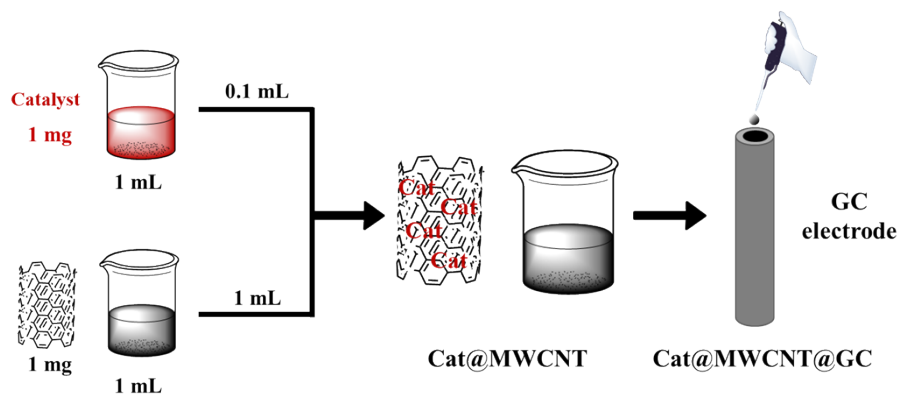 Catalyst
1 mg
1 mL
0.1 mL
1 mg
1 mL
1 mL
Cat
Cat
Cat
Cat
Cat@MWCNT
GC
electrode
Cat@MWCNT@GC